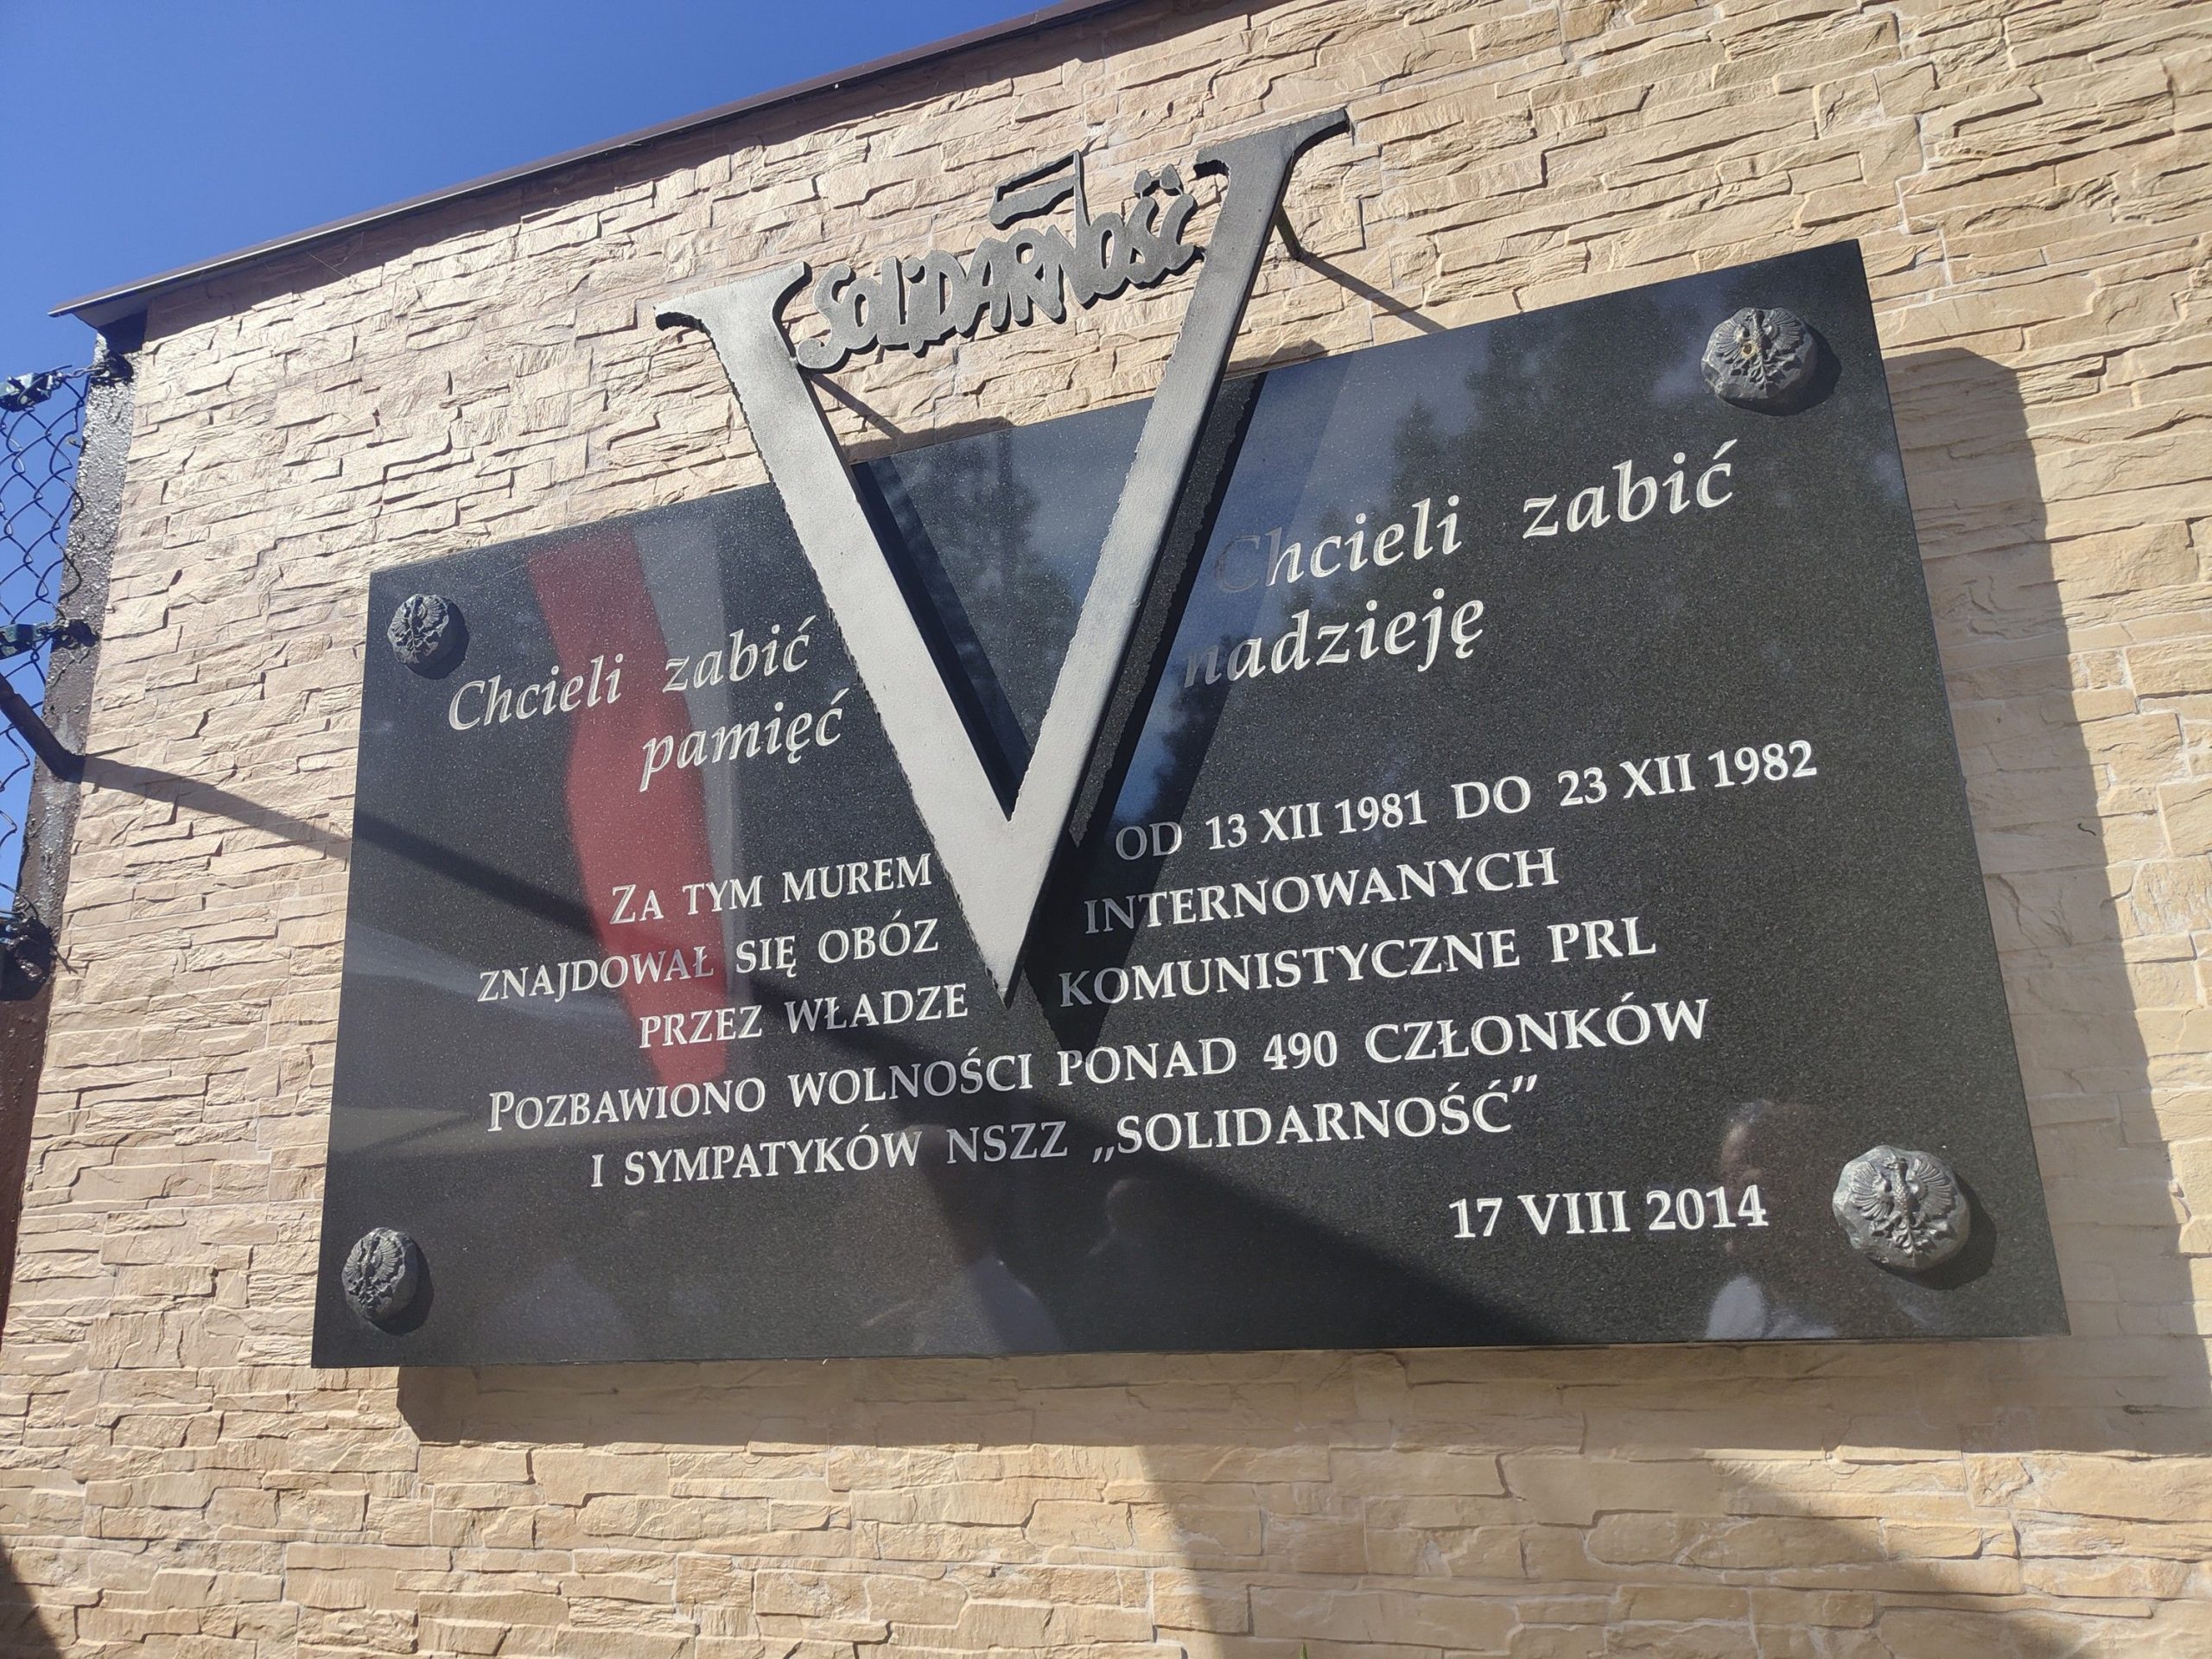 SOLIDARNOŚĆ
V
Chcieli zabić pamięć
Chcieli zabić nadzieję
ZA TYM MUREM OD 13 XII 1981 DO 23 XII 1982
ZNAJDOWAŁ SIĘ OBÓZ INTERNOWANYCH
PRZEZ WŁADZE KOMUNISTYCZNE PRL
POZBAWIONO WOLNOŚCI PONAD 490 CZŁONKÓW
I SYMPATYKÓW NSZZ „SOLIDARNOŚĆ”
17 VIII 2014